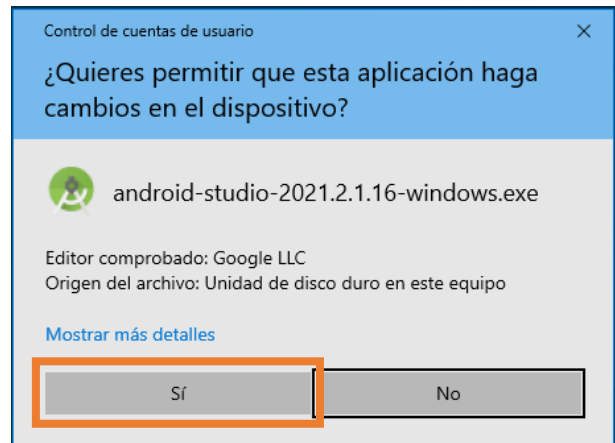 Control de cuentas de usuario
¿Quieres permitir que esta aplicación haga
cambios en el dispositivo?
android-studio-2021.2.1.16-windows.exe
Editor comprobado: Google LLC
Origen del archivo: Unidad de disco duro en este equipo
Mostrar más detalles
Sí
No